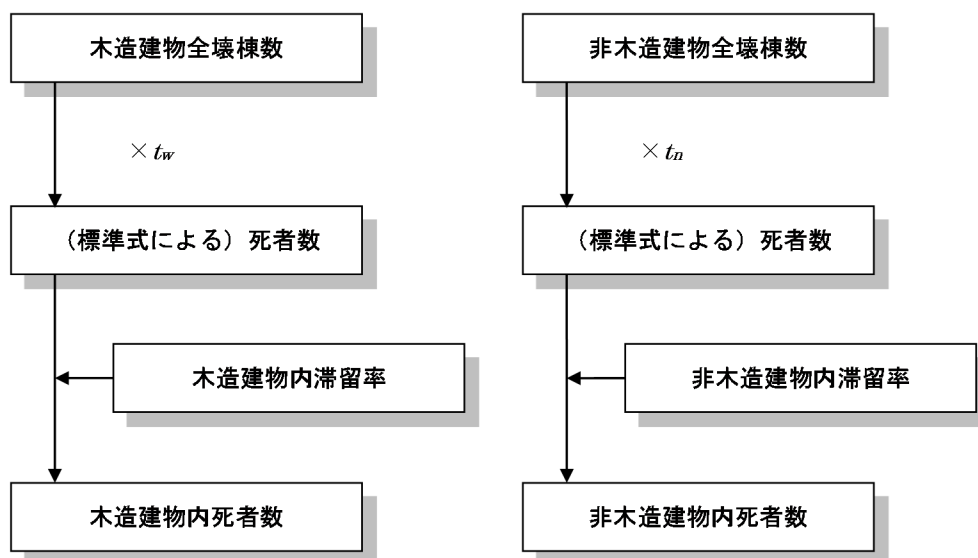 木造建物全壊棟数
× tw
（標準式による）死者数
木造建物内滞留率
木造建物内死者数
非木造建物全壊棟数
× tn
（標準式による）死者数
非木造建物内滞留率
非木造建物内死者数